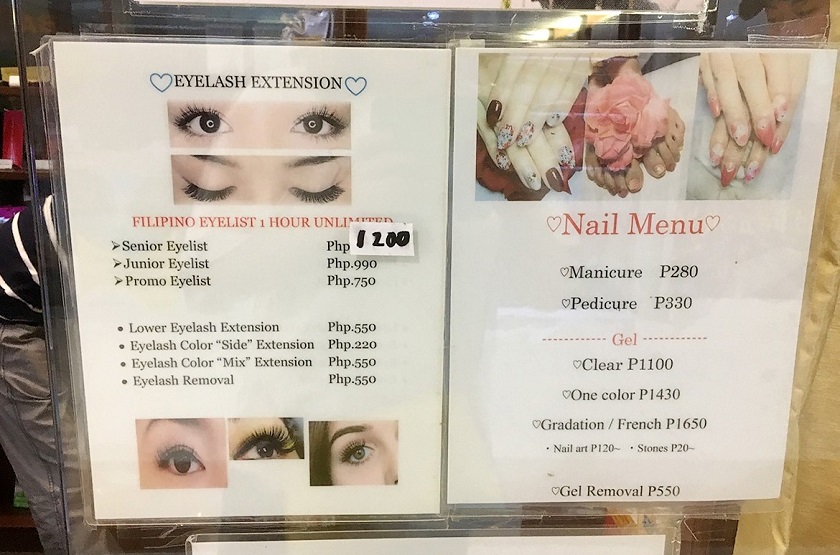 ♡EYELASH EXTENSION♡
FILIPINO EYELIST 1 HOUR UNLIMITED
➢Senior Eyelist Php 1200
➢Junior Eyelist Php.990
➢Promo Eyelist Php.750
• Lower Eyelash Extension Php.550
• Eyelash Color “Side” Extension Php.220
• Eyelash Color “Mix” Extension Php.550
• Eyelash Removal Php.550
♡Nail Menu♡
♡Manicure P280
♡Pedicure P330
------------ Gel ------------
♡Clear P1100
♡One color P1430
♡Gradation / French P1650
・Nail art P120~ ・Stones P20~
♡Gel Removal P550